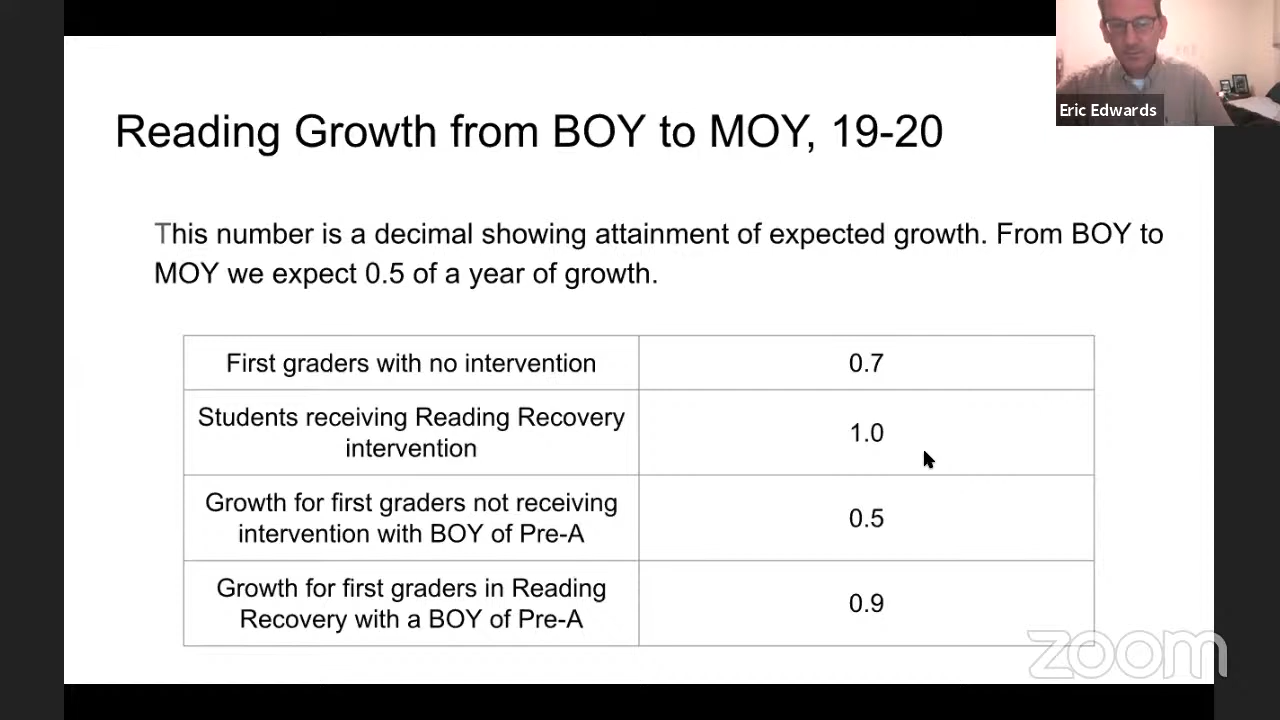 Eric Edwards
Reading Growth from BOY to MOY, 19-20
This number is a decimal showing attainment of expected growth. From BOY to
MOY we expect 0.5 of a year of growth.
First graders with no intervention
0.7
Students receiving Reading Recovery
intervention
1.0
Growth for first graders not receiving
intervention with BOY of Pre-A
0.5
Growth for first graders in Reading
Recovery with a BOY of Pre-A
0.9
zoom